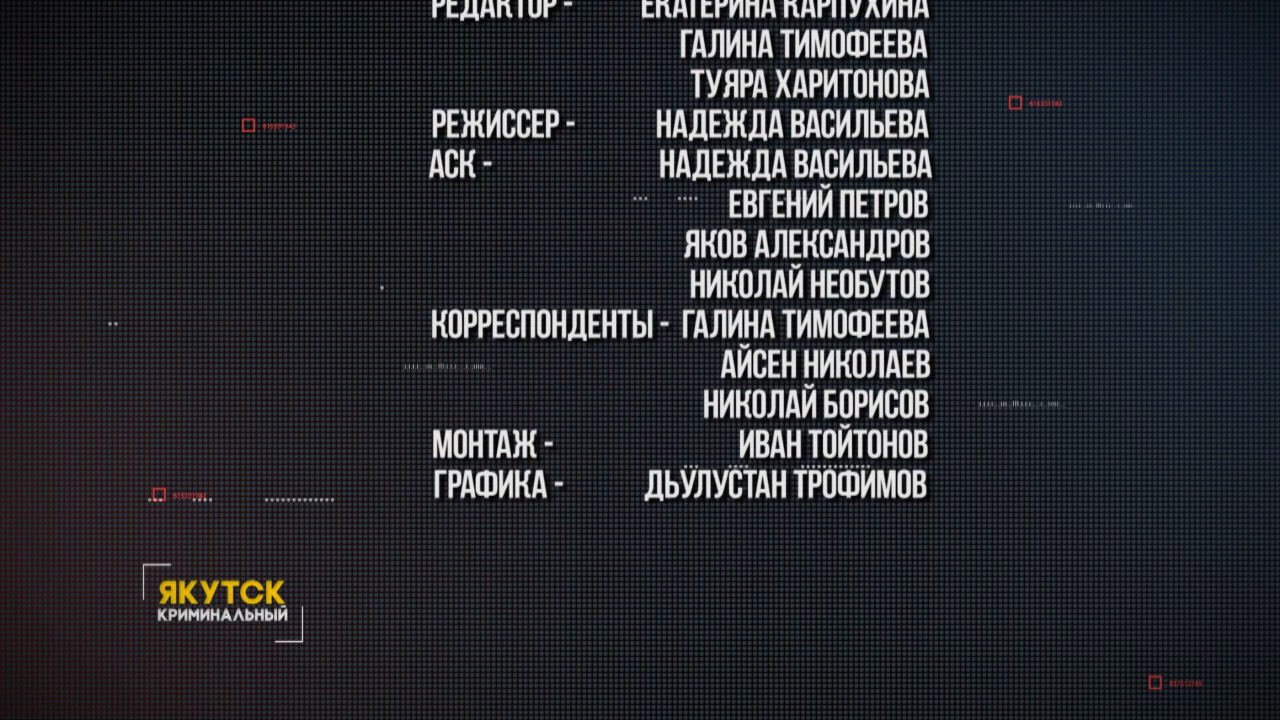 РЕДАКТОР - ЕКАТЕРИНА КАРПУХИНА
ГАЛИНА ТИМОФЕЕВА
ТУЯРА ХАРИТОНОВА
РЕЖИССЕР - НАДЕЖДА ВАСИЛЬЕВА
АСК - НАДЕЖДА ВАСИЛЬЕВА
ЕВГЕНИЙ ПЕТРОВ
ЯКОВ АЛЕКСАНДРОВ
НИКОЛАЙ НЕОБУТОВ
КОРРЕСПОНДЕНТЫ - ГАЛИНА ТИМОФЕЕВА
АЙСЕН НИКОЛАЕВ
НИКОЛАЙ БОРИСОВ
МОНТАЖ - ИВАН ТОЙТОНОВ
ГРАФИКА - ДЬУЛУСТАН ТРОФИМОВ
ЯКУТСК
КРИМИНАЛЬНЫЙ